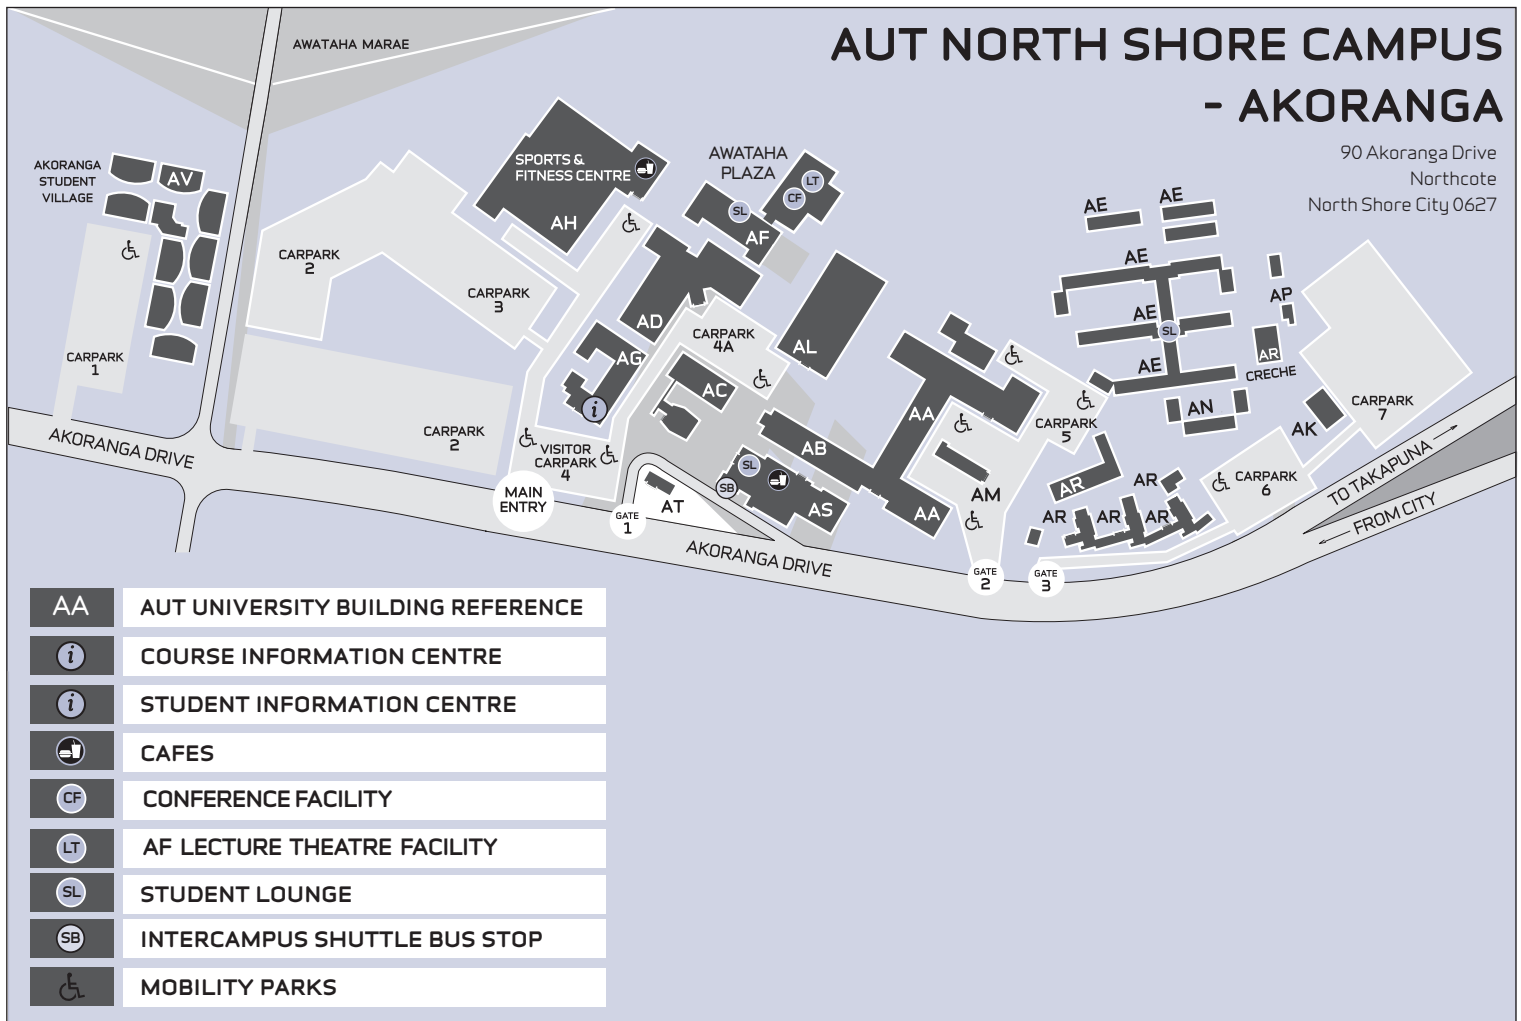 AUT NORTH SHORE CAMPUS
- AKORANGA
90 Akoranga Drive
Northcote
North Shore City 0627
AWATAHA MARAE
AKORANGA
STUDENT
VILLAGE
AV
CARPARK
1
CARPARK
2
CARPARK
3
CARPARK
2
SPORTS &
FITNESS CENTRE
AH
AWATAHA
PLAZA
LT
CF
SL
AF
AD
CARPARK
4A
AL
AG
AC
i
VISITOR
CARPARK
4
MAIN
ENTRY
GATE
1
AT
SL
SB
AS
AB
AA
AA
AM
CARPARK
5
GATE
2
GATE
3
AE
AE
AE
AE
SL
AE
AP
AR
CRECHE
AN
AK
CARPARK
7
CARPARK
6
AR
AR
AR
AR
AR
AKORANGA DRIVE
AKORANGA DRIVE
TO TAKAPUNA
FROM CITY
AA AUT UNIVERSITY BUILDING REFERENCE
i COURSE INFORMATION CENTRE
i STUDENT INFORMATION CENTRE
CAFES
CF CONFERENCE FACILITY
LT AF LECTURE THEATRE FACILITY
SL STUDENT LOUNGE
SB INTERCAMPUS SHUTTLE BUS STOP
MOBILITY PARKS